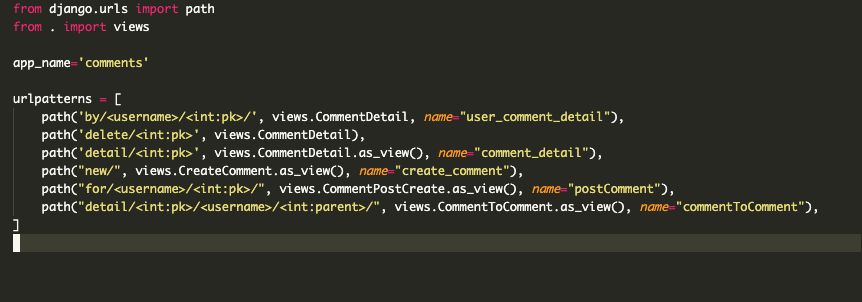 from django.urls import path
from . import views

app_name='comments'

urlpatterns = [
    path('by/<username>/<int:pk>/', views.CommentDetail, name="user_comment_detail"),
    path('delete/<int:pk>', views.CommentDetail),
    path('detail/<int:pk>', views.CommentDetail.as_view(), name="comment_detail"),
    path("new/", views.CreateComment.as_view(), name="create_comment"),
    path("for/<username>/<int:pk>/", views.CommentPostCreate.as_view(), name="postComment"),
    path("detail/<int:pk>/<username>/<int:parent>/", views.CommentToComment.as_view(), name="commentToComment"),
]